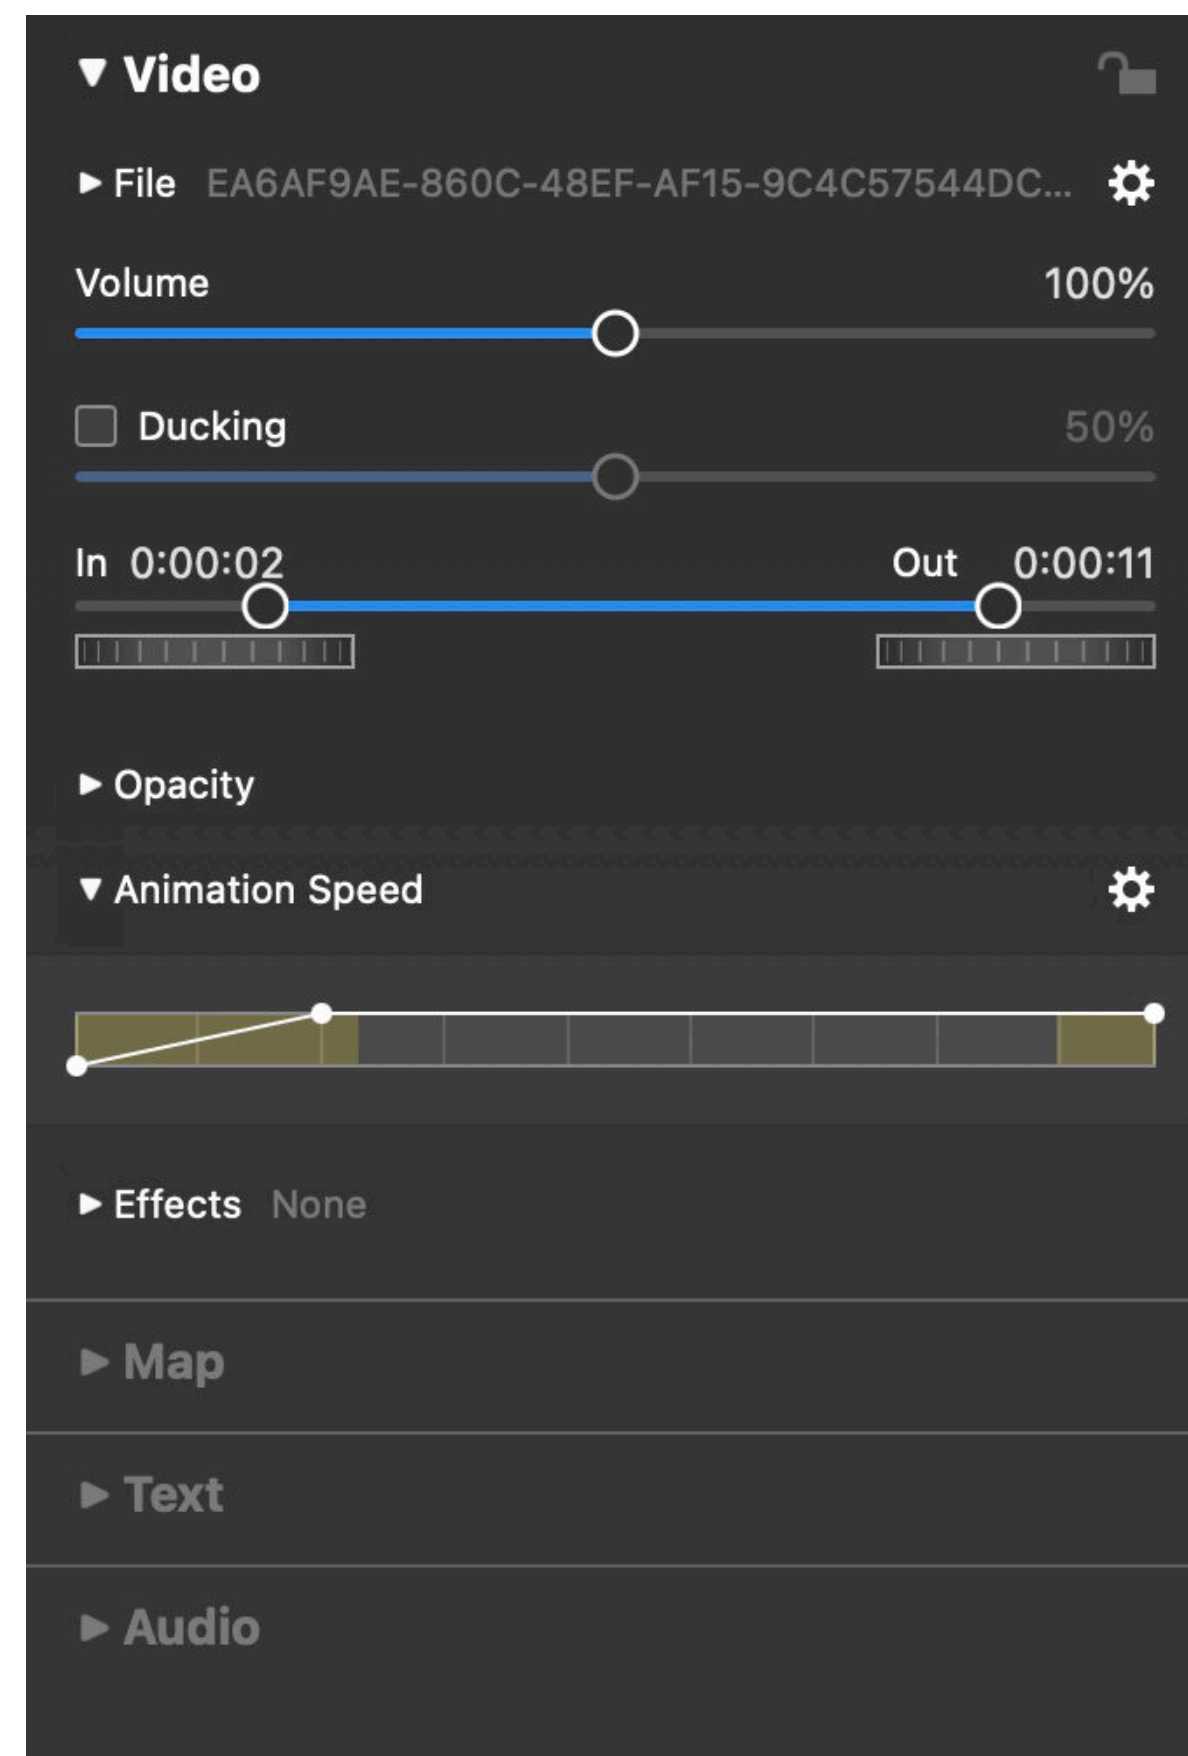 Video
File EA6AF9AE-860C-48EF-AF15-9C4C57544DC...
Volume 100%
Ducking 50%
In 0:00:02 Out 0:00:11
Opacity
Animation Speed
Effects None
Map
Text
Audio